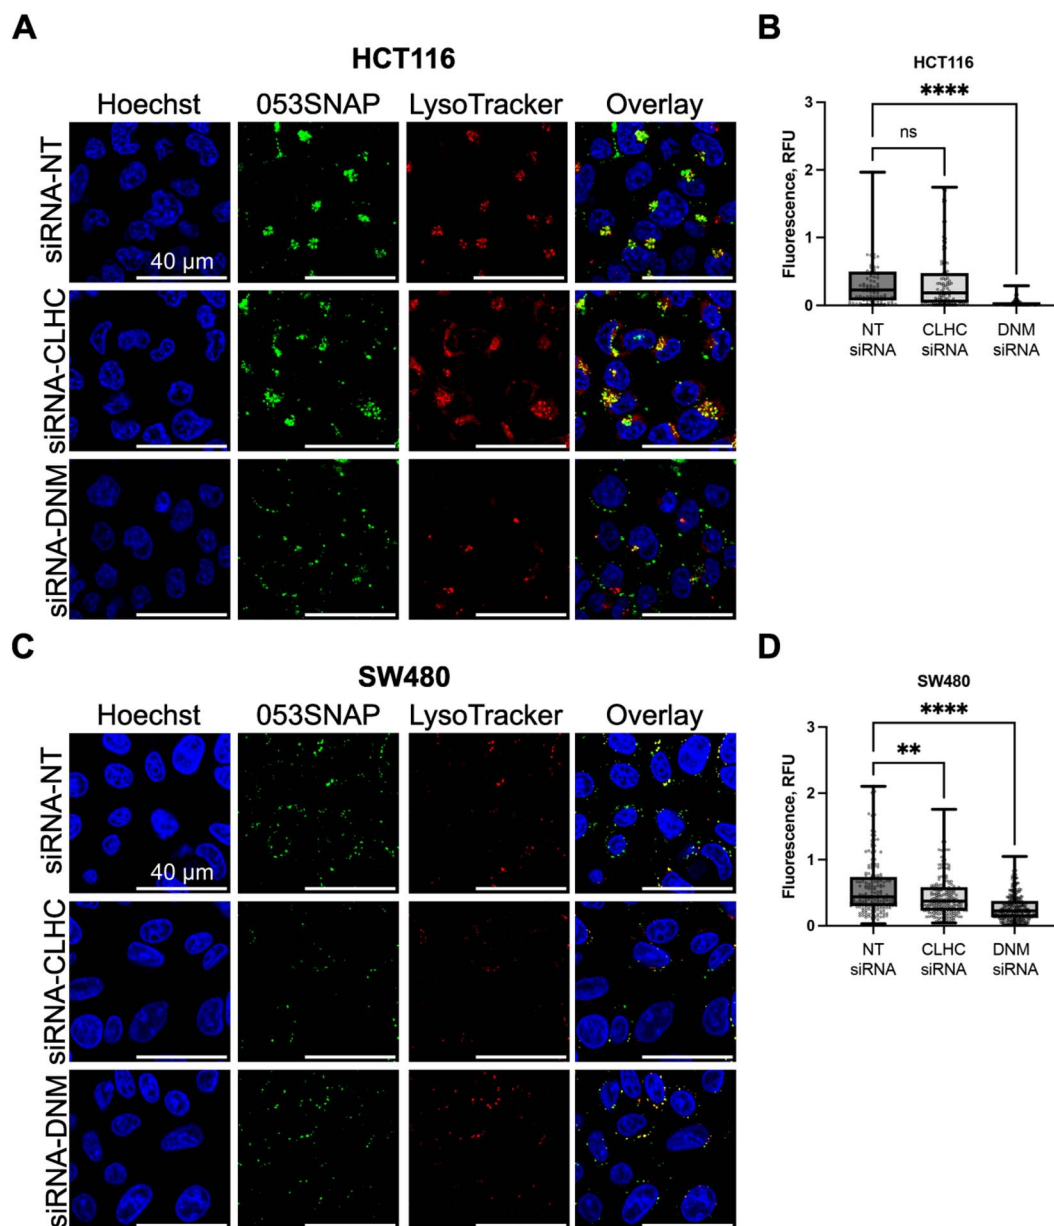 A
HCT116
Hoechst 053SNAP LysoTracker Overlay
siRNA-NT
40 µm
siRNA-CLHC
siRNA-DNM
B
HCT116
****
ns
Fluorescence, RFU
3
2
1
0
NT siRNA
CLHC siRNA
DNM siRNA
C
SW480
Hoechst 053SNAP LysoTracker Overlay
siRNA-NT
40 µm
siRNA-CLHC
siRNA-DNM
D
SW480
****
**
Fluorescence, RFU
3
2
1
0
NT siRNA
CLHC siRNA
DNM siRNA